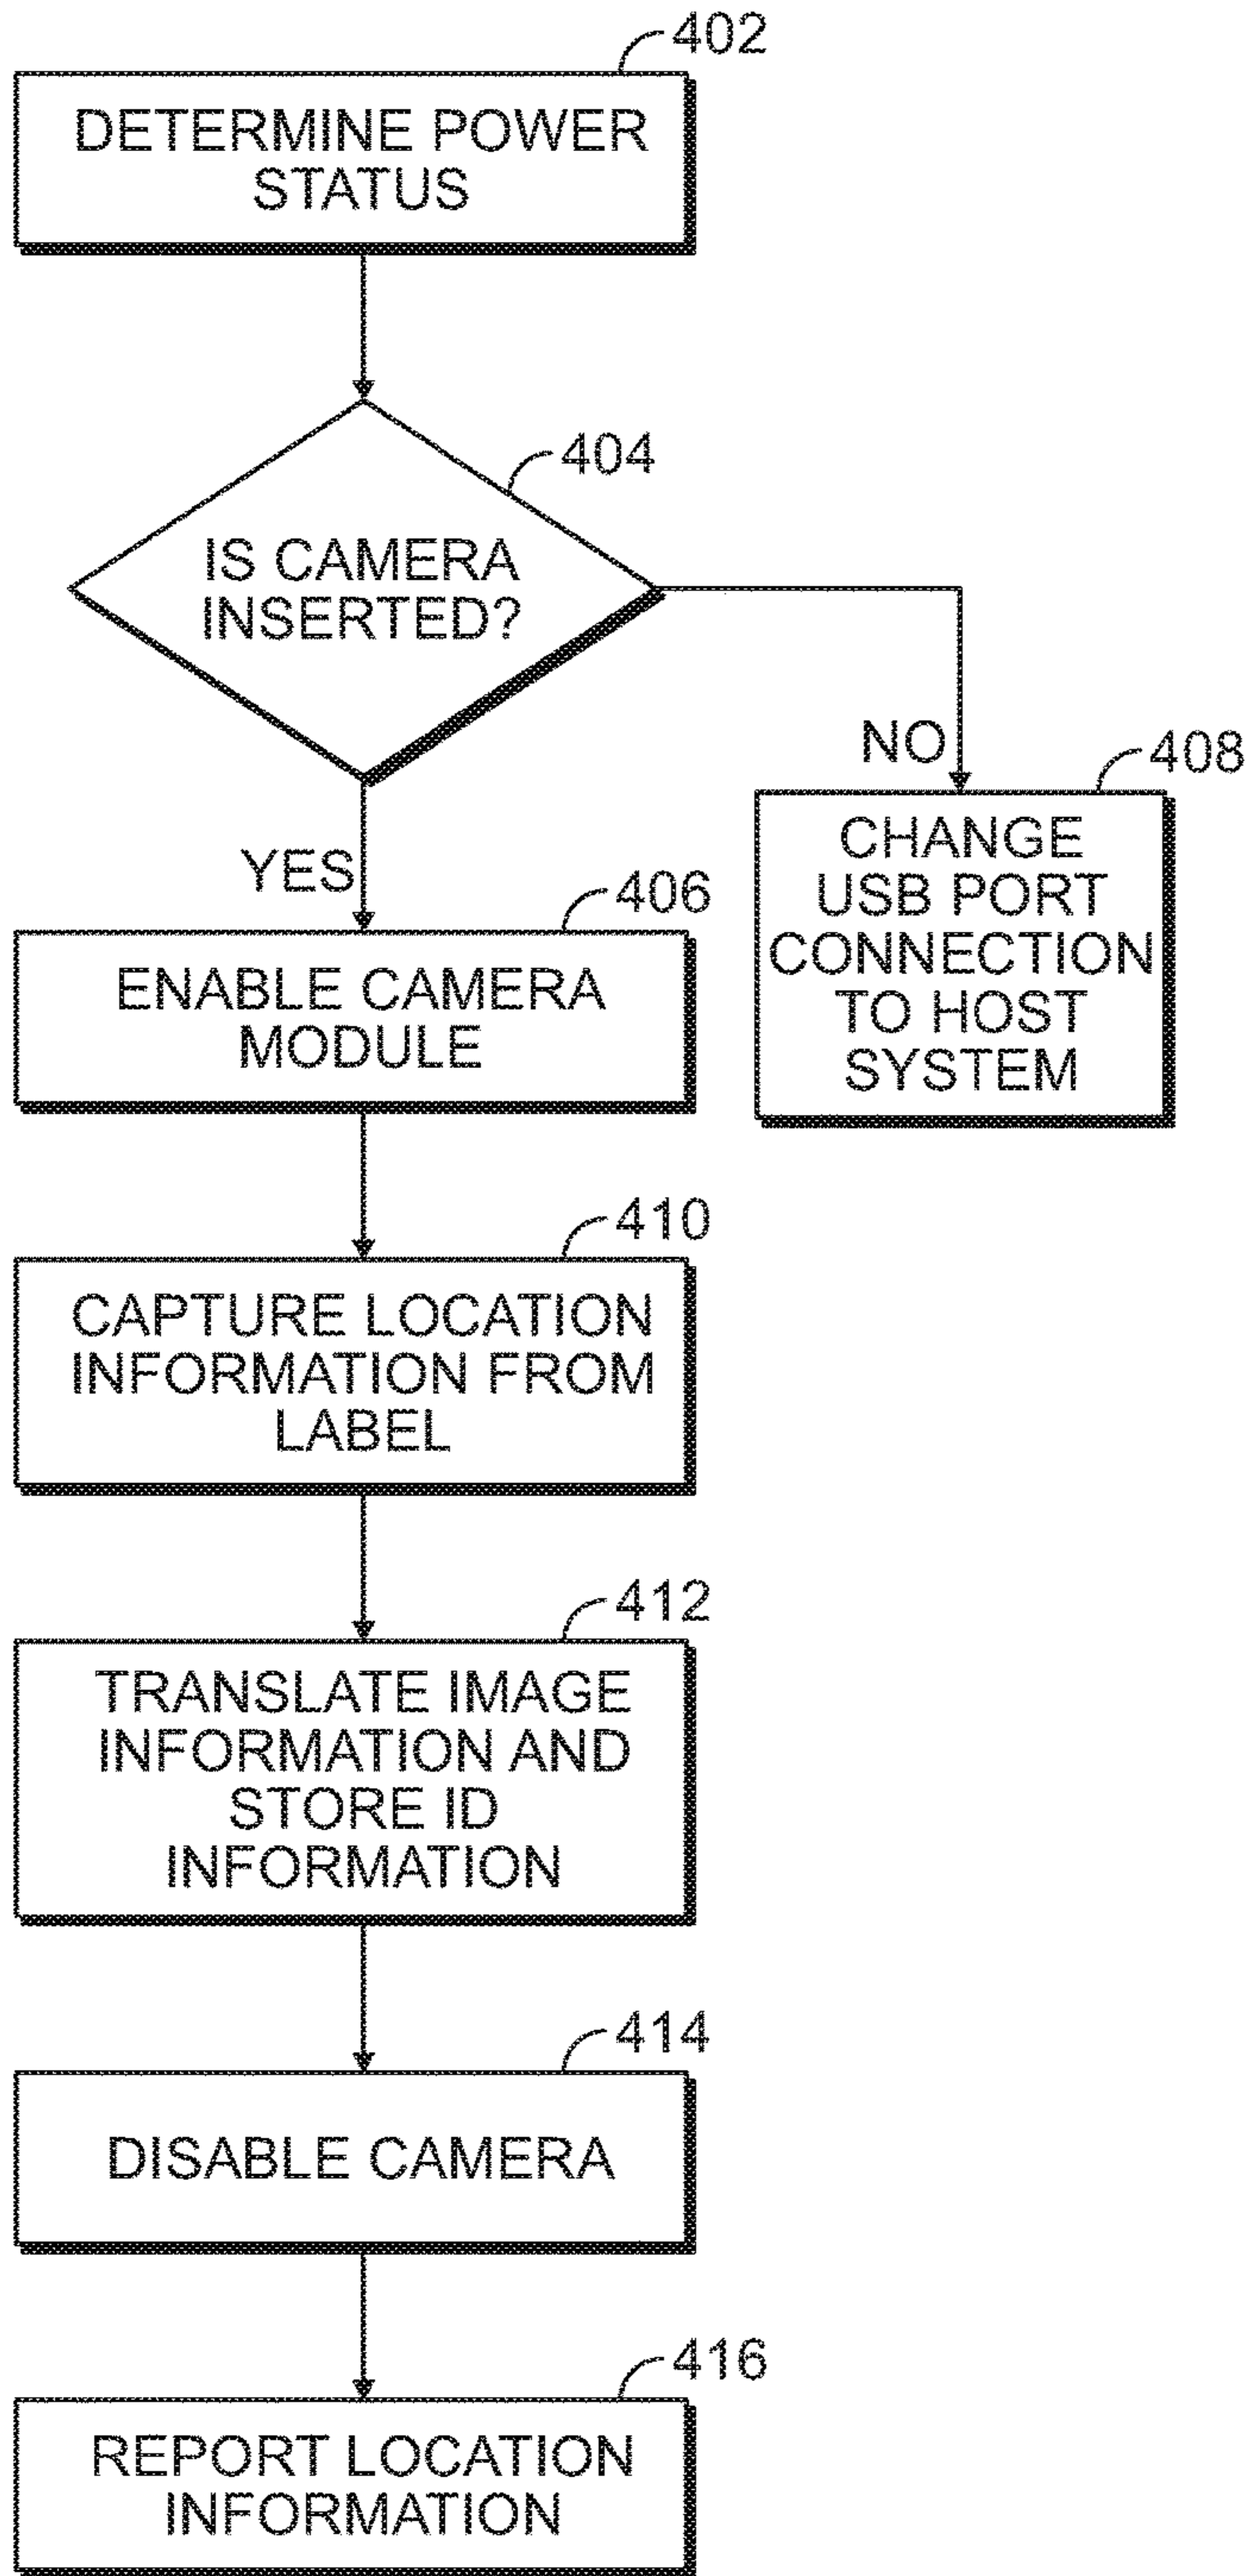 402
DETERMINE POWER
STATUS
404
IS CAMERA
INSERTED?
NO
408
CHANGE
USB PORT
CONNECTION
TO HOST
SYSTEM
YES
406
ENABLE CAMERA
MODULE
410
CAPTURE LOCATION
INFORMATION FROM
LABEL
412
TRANSLATE IMAGE
INFORMATION AND
STORE ID
INFORMATION
414
DISABLE CAMERA
416
REPORT LOCATION
INFORMATION